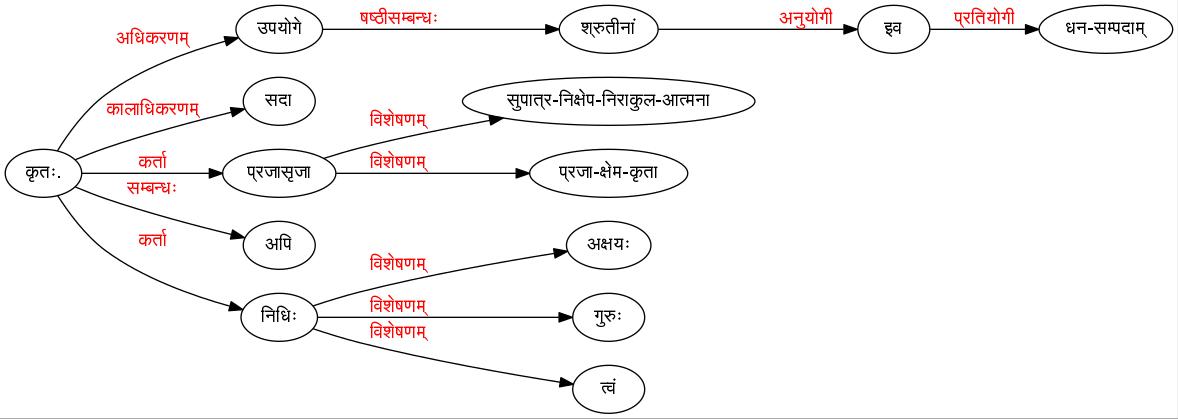 उपयोगे षष्ठीसम्बन्धः श्रुतीनां अनुयोगी इव प्रतियोगी धन-सम्पदाम्
अधिकरणम्
सदा सुपात्र-निक्षेप-निराकुल-आत्मना
कालाधिकरणम्
विशेषणम्
कृतः. कर्ता प्रजासृजा विशेषणम् प्रजा-क्षेम-कृता
सम्बन्धः
अपि अक्षयः
कर्ता
विशेषणम्
निधिः विशेषणम् गुरुः
विशेषणम्
त्वं